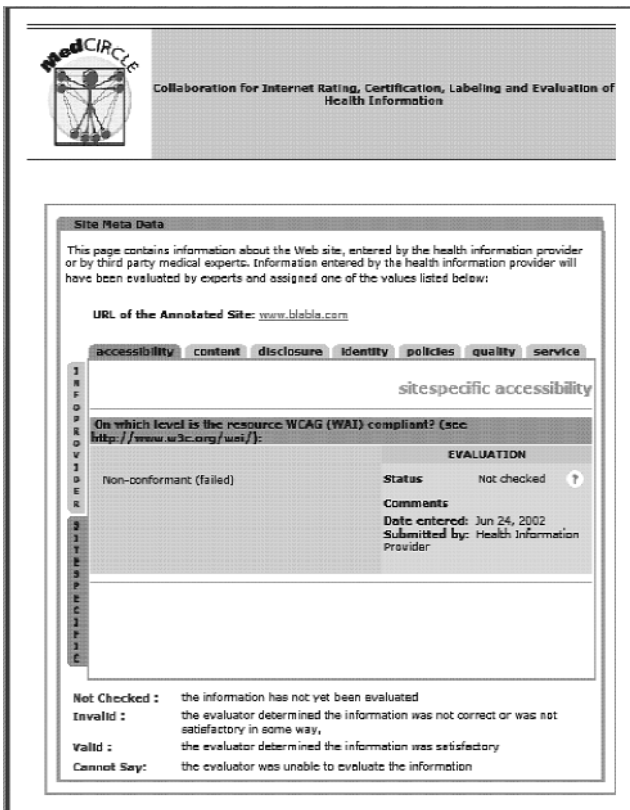 MedCIRCLE
Collaboration for Internet Rating, Certification, Labeling and Evaluation of
Health Information
Site Meta Data
This page contains information about the Web site, entered by the health information provider
or by third party medical experts. Information entered by the health information provider will
have been evaluated by experts and assigned one of the values listed below:
URL of the Annotated Site: www.blabla.com
accessibility content disclosure identity policies quality service
INFOPROVIDER
SITESPECIFIC
sitespecific accessibility
On which level is the resource WCAG (WAI) compliant? (see
http://www.w3c.org/wai/):
EVALUATION
Non-conformant (failed)
Status Not checked ?
Comments
Date entered: Jun 24, 2002
Submitted by: Health Information
Provider
Not Checked : the information has not yet been evaluated
Invalid : the evaluator determined the information was not correct or was not
satisfactory in some way,
Valid : the evaluator determined the information was satisfactory
Cannot Say: the evaluator was unable to evaluate the information